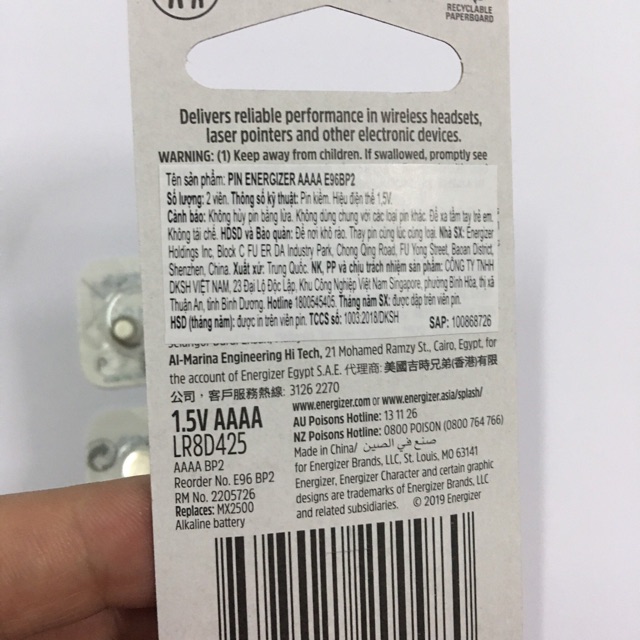 RECYCLABLE
PAPERBOARD
Delivers reliable performance in wireless headsets,
laser pointers and other electronic devices.
WARNING: (1) Keep away from children. If swallowed, promptly see
Tên sản phẩm: PIN ENERGIZER AAAA E96BP2
Số lượng: 2 viên. Thông số kỹ thuật: Pin kiềm. Hiệu điện thế 1,5V.
Cảnh báo: Không hủy pin bằng lửa. Không dùng chung với các loại pin khác. Để xa tầm tay trẻ em.
Không tái chế. HDSD và Bảo quản: Để nơi khô ráo. Thay pin cùng lúc cùng loại. Nhà SX: Energizer
Holdings Inc, Block C FU ER DA Industry Park, Chong Qing Road, FU Yong Street, Baoan District,
Shenzhen, China. Xuất xứ: Trung Quốc. NK, PP và chịu trách nhiệm sản phẩm: CÔNG TY TNHH
DKSH VIỆT NAM, 23 Đại Lộ Độc Lập, Khu Công Nghiệp Việt Nam Singapore, phường Bình Hòa, thị xã
Thuận An, tỉnh Bình Dương. Hotline 1800545405. Tháng năm SX: được dập trên viên pin.
HSD (tháng năm): được in trên viên pin. TCCS số: 1003:2018/DKSH SAP: 100868726
Al-Marina Engineering Hi Tech, 21 Mohamed Ramzy St., Cairo, Egypt, for
the account of Energizer Egypt S.A.E. 代理商: 美國吉時兄弟(香港)有限
公司, 客戶服務熱線: 3126 2270
www.energizer.com or www.energizer.asia/splash/
1.5V AAAA
AU Poisons Hotline: 13 11 26
LR8D425
NZ Poisons Hotline: 0800 POISON (0800 764 766)
Made in China/ صنع في الصين
AAAA BP2
for Energizer Brands, LLC, St. Louis, MO 63141
Reorder No. E96 BP2
Energizer, Energizer Character and certain graphic
RM No. 2205726
designs are trademarks of Energizer Brands, LLC
Replaces: MX2500
and related subsidiaries. © 2019 Energizer
Alkaline battery